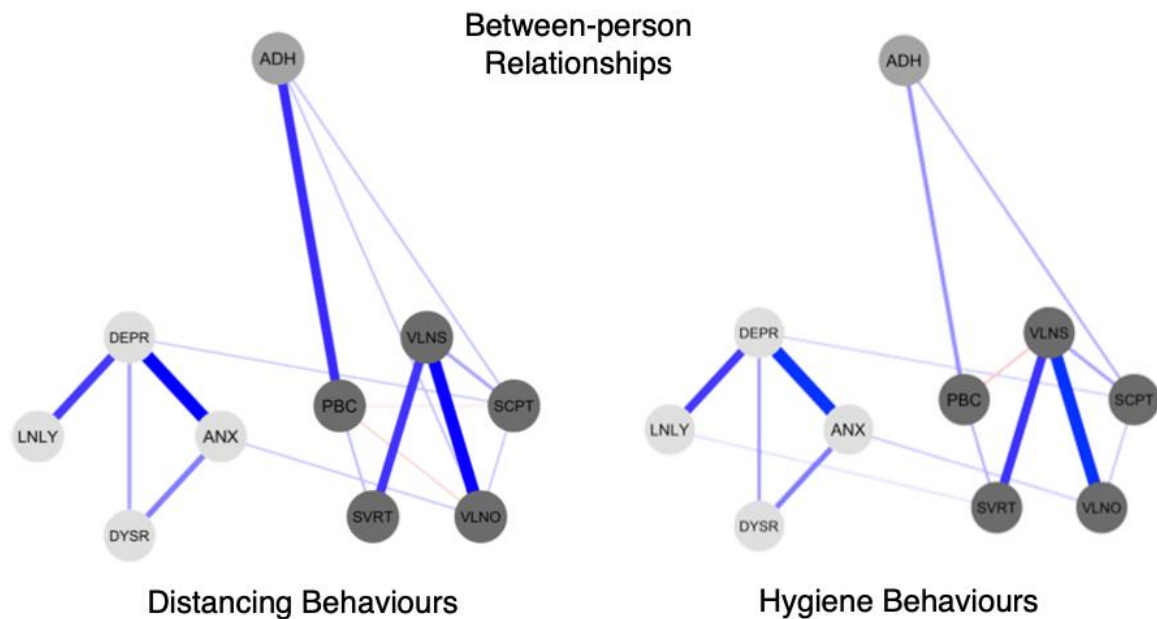 Between-person
Relationships
ADH
DEPR
VLNS
PBC
SCPT
LNLY
ANX
SVRT
VLNO
DYSR
Distancing Behaviours
ADH
DEPR
VLNS
PBC
SCPT
LNLY
ANX
SVRT
VLNO
DYSR
Hygiene Behaviours